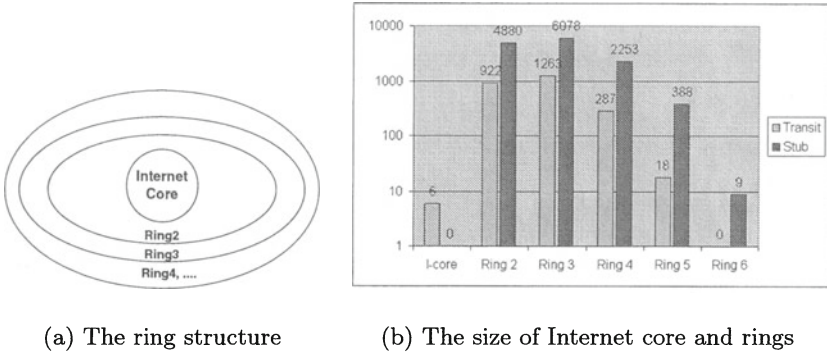 Internet
Core
Ring2
Ring3
Ring4, ....
(a) The ring structure
10000
1000
100
10
1
6
0
922
4880
1263
6078
287
2253
18
388
0
9
I-core
Ring 2
Ring 3
Ring 4
Ring 5
Ring 6
Transit
Stub
(b) The size of Internet core and rings